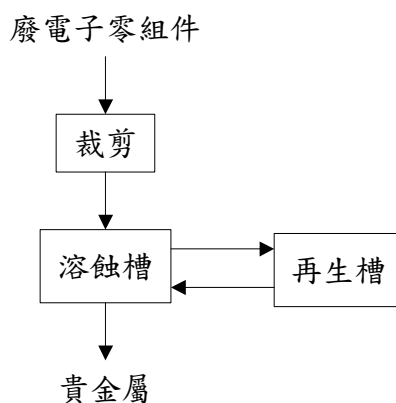 廢電子零組件
裁剪
溶蝕槽
再生槽
貴金屬